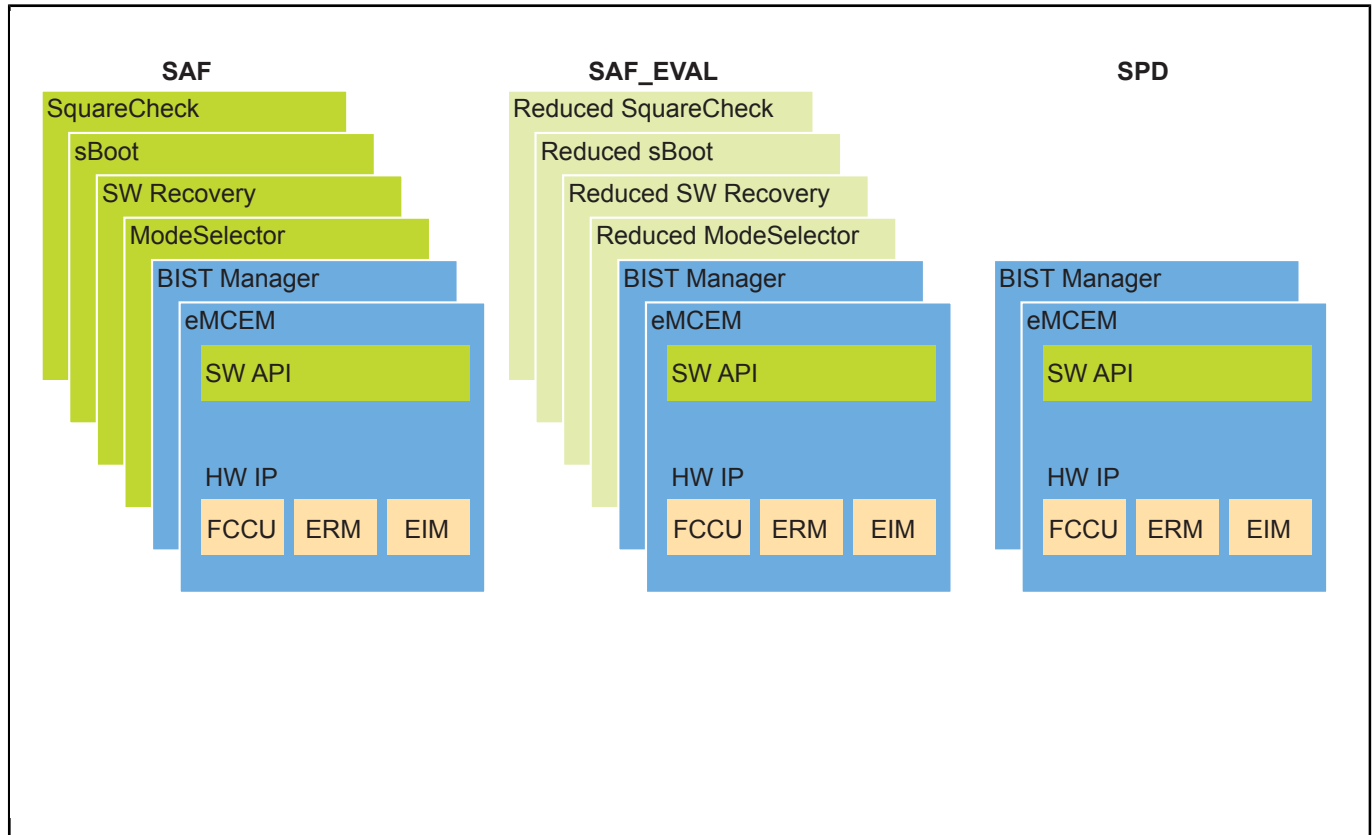 SAF
SquareCheck
sBoot
SW Recovery
ModeSelector
BIST Manager
eMCEM
SW API
HW IP
FCCU ERM EIM
SAF_EVAL
Reduced SquareCheck
Reduced sBoot
Reduced SW Recovery
Reduced ModeSelector
BIST Manager
eMCEM
SW API
HW IP
FCCU ERM EIM
SPD
BIST Manager
eMCEM
SW API
HW IP
FCCU ERM EIM